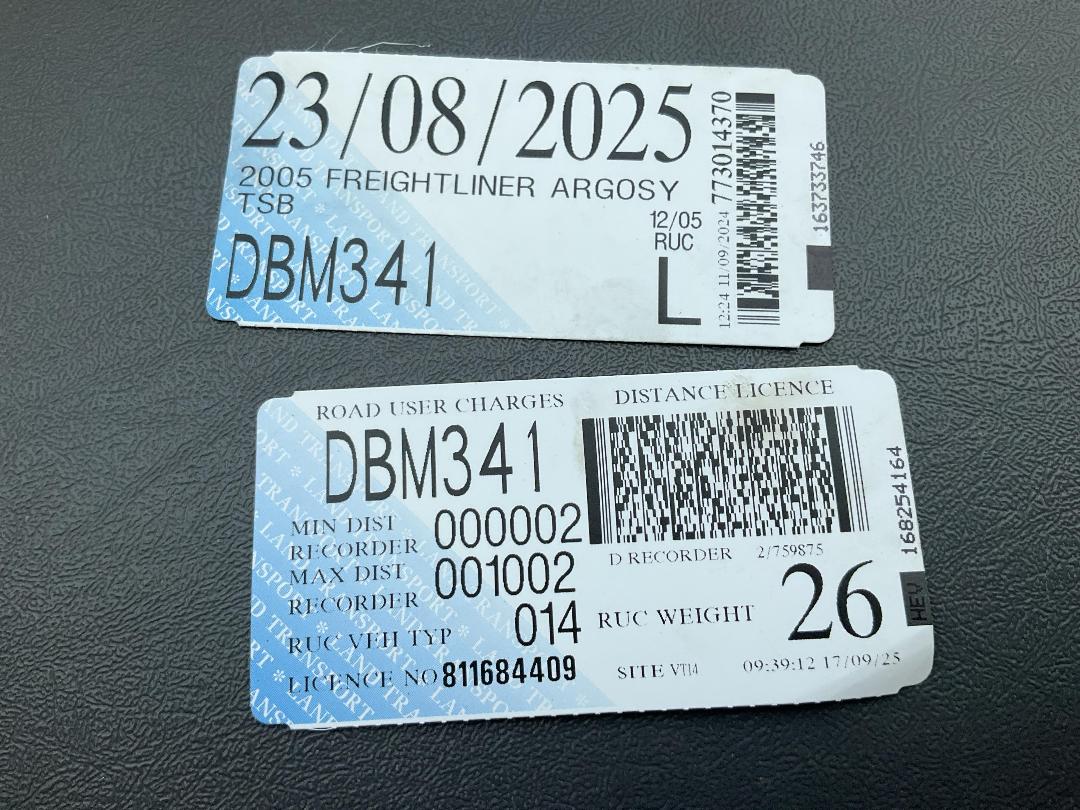 23/08/2025
2005 FREIGHTLINER ARGOSY
TSB
12/05
RUC
DBM341
L
12:24 11/09/2024 773014370
163733746
ROAD USER CHARGES
DISTANCE LICENCE
DBM341
MIN DIST
RECORDER 000002
MAX DIST
RECORDER 001002
RUC VEH TYP 014
LICENCE NO 811684409
D RECORDER 2/759875
RUC WEIGHT 26
SITE VT14 09:39:12 17/09/25
168254164
HEV